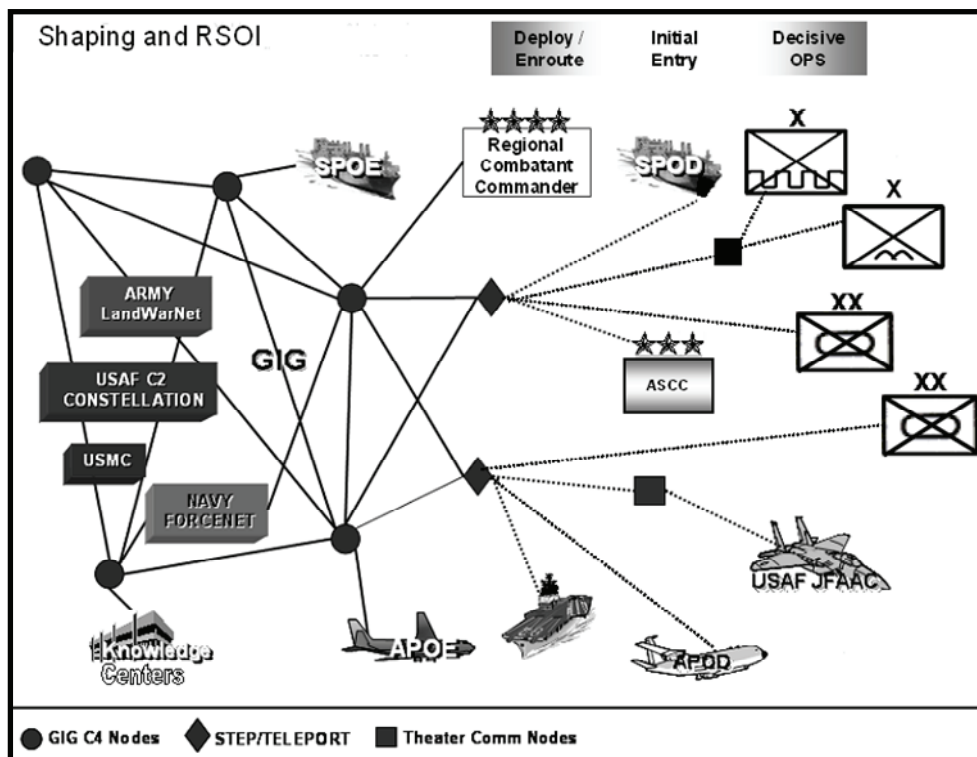 Shaping and RSOI
Deploy /
Enroute
Initial
Entry
Decisive
OPS
SPOE
Regional
Combatant
Commander
SPOD
X
X
ARMY
LandWarNet
GIG
XX
USAF C2
CONSTELLATION
ASCC
XX
USMC
NAVY
FORCENET
USAF JFAAC
Knowledge
Centers
APOE
APOD
GIG C4 Nodes
STEP/TELEPORT
Theater Comm Nodes